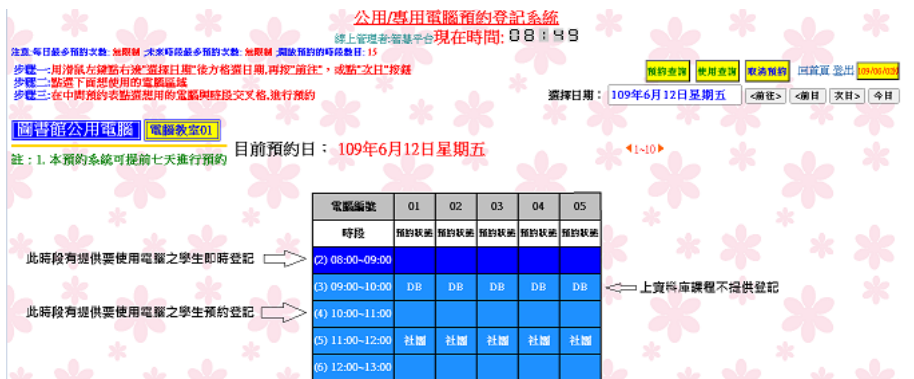 公用/專用電腦預約登記系統
線上管理者:智慧平台現在時間: 08:49
注意:每日最多預約次數: 無限制 ;未來時段最多預約次數: 無限制 ;開放預約的時段數目: 15
步驟一:用滑鼠左鍵點右邊"選擇日期"後方格選日期,再按"前往"，或點"次日"按鈕
步驟二:點選下面想使用的電腦區域
步驟三:在中間預約表點選想用的電腦與時段交叉格,進行預約
預約查詢 使用查詢 取消預約 回首頁 登出
選擇日期： 109年6月12日星期五 <前往> <前日 次日> 今日
圖書館公用電腦 電腦教室01
目前預約日： 109年6月12日星期五 1~10
註：1. 本預約系統可提前七天進行預約
電腦編號 01 02 03 04 05
時段 預約狀態 預約狀態 預約狀態 預約狀態 預約狀態
此時段有提供要使用電腦之學生即時登記 (2) 08:00~09:00
(3) 09:00~10:00 DB DB DB DB DB 上資料庫課程不提供登記
此時段有提供要使用電腦之學生預約登記 (4) 10:00~11:00
(5) 11:00~12:00 社團 社團 社團 社團 社團
(6) 12:00~13:00